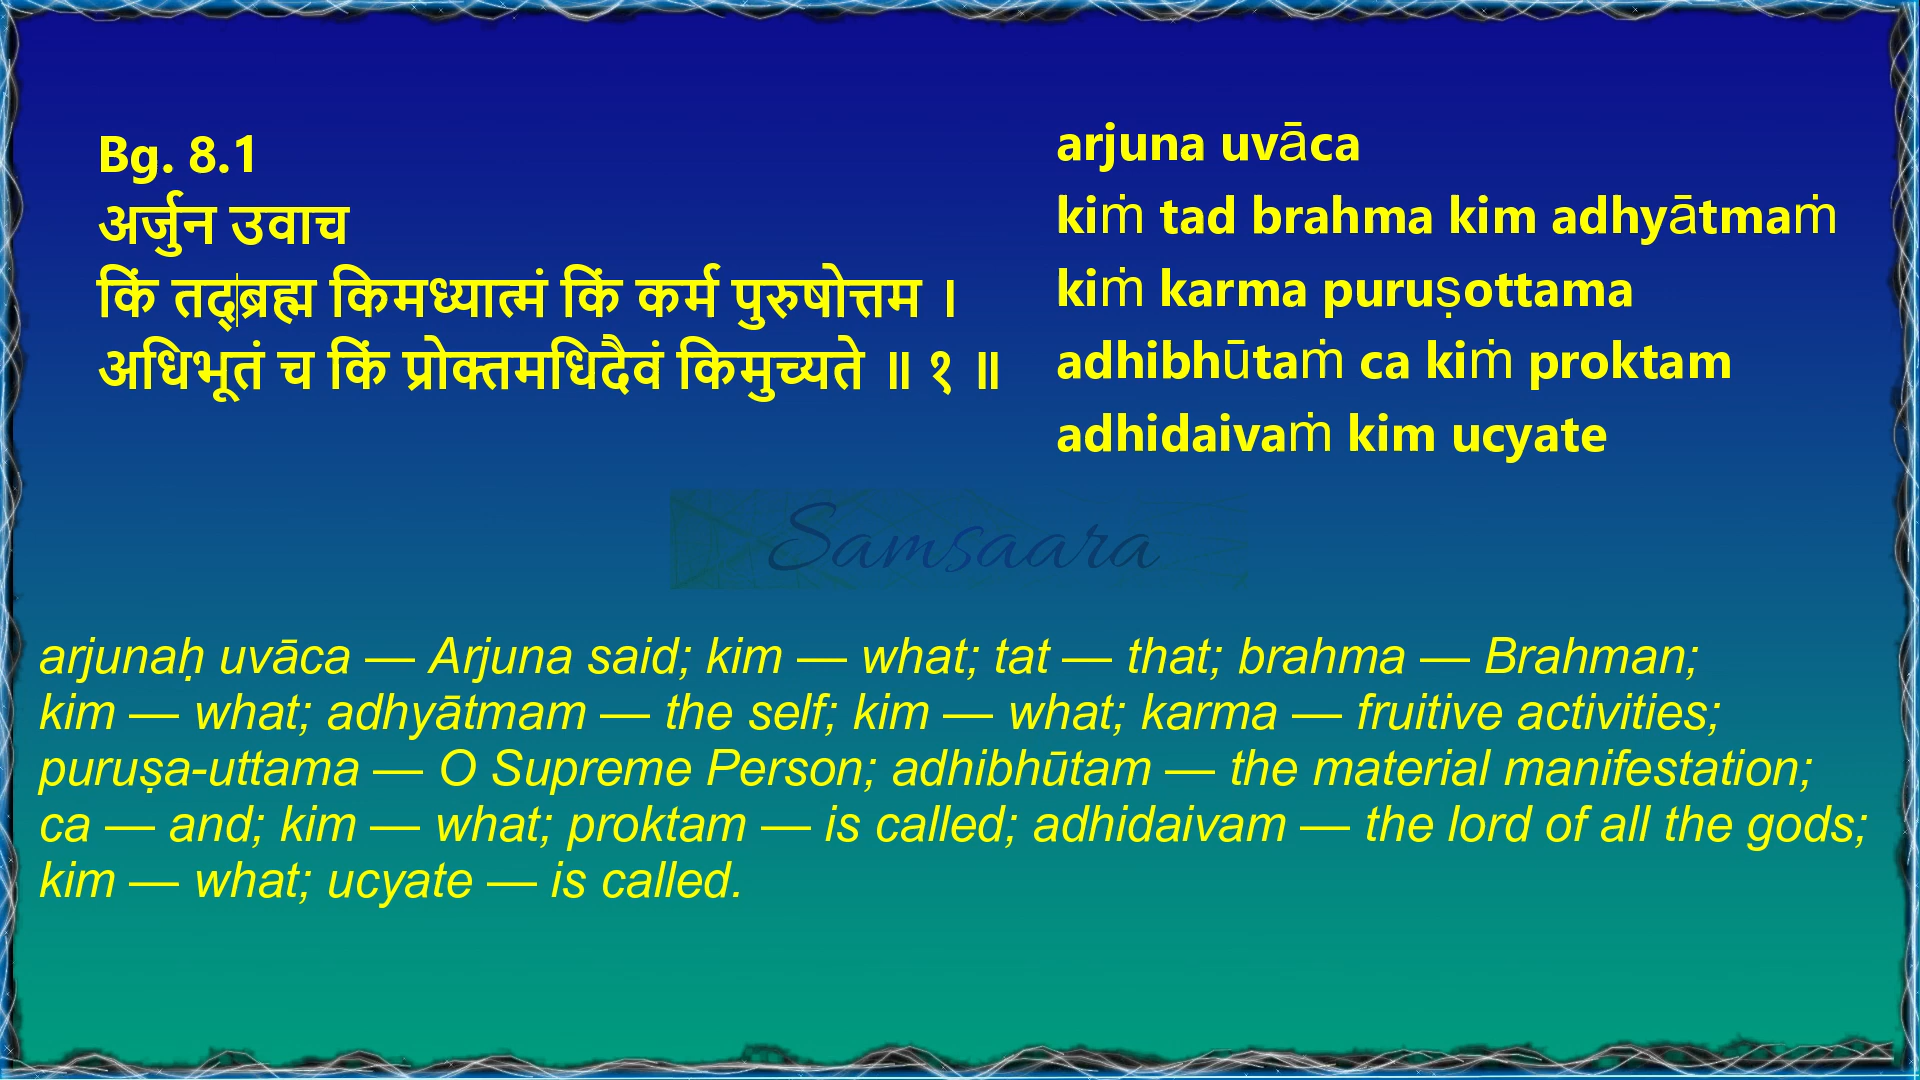 Bg. 8.1
अर्जुन उवाच
किं तद्‍ब्रह्म किमध्यात्मं किं कर्म पुरुषोत्तम ।
अधिभूतं च किं प्रोक्तमधिदैवं किमुच्यते ॥ १ ॥
arjuna uvāca
kiṁ tad brahma kim adhyātmaṁ
kiṁ karma puruṣottama
adhibhūtaṁ ca kiṁ proktam
adhidaivaṁ kim ucyate
Samsaara
arjunaḥ uvāca — Arjuna said; kim — what; tat — that; brahma — Brahman;
kim — what; adhyātmam — the self; kim — what; karma — fruitive activities;
puruṣa-uttama — O Supreme Person; adhibhūtam — the material manifestation;
ca — and; kim — what; proktam — is called; adhidaivam — the lord of all the gods;
kim — what; ucyate — is called.